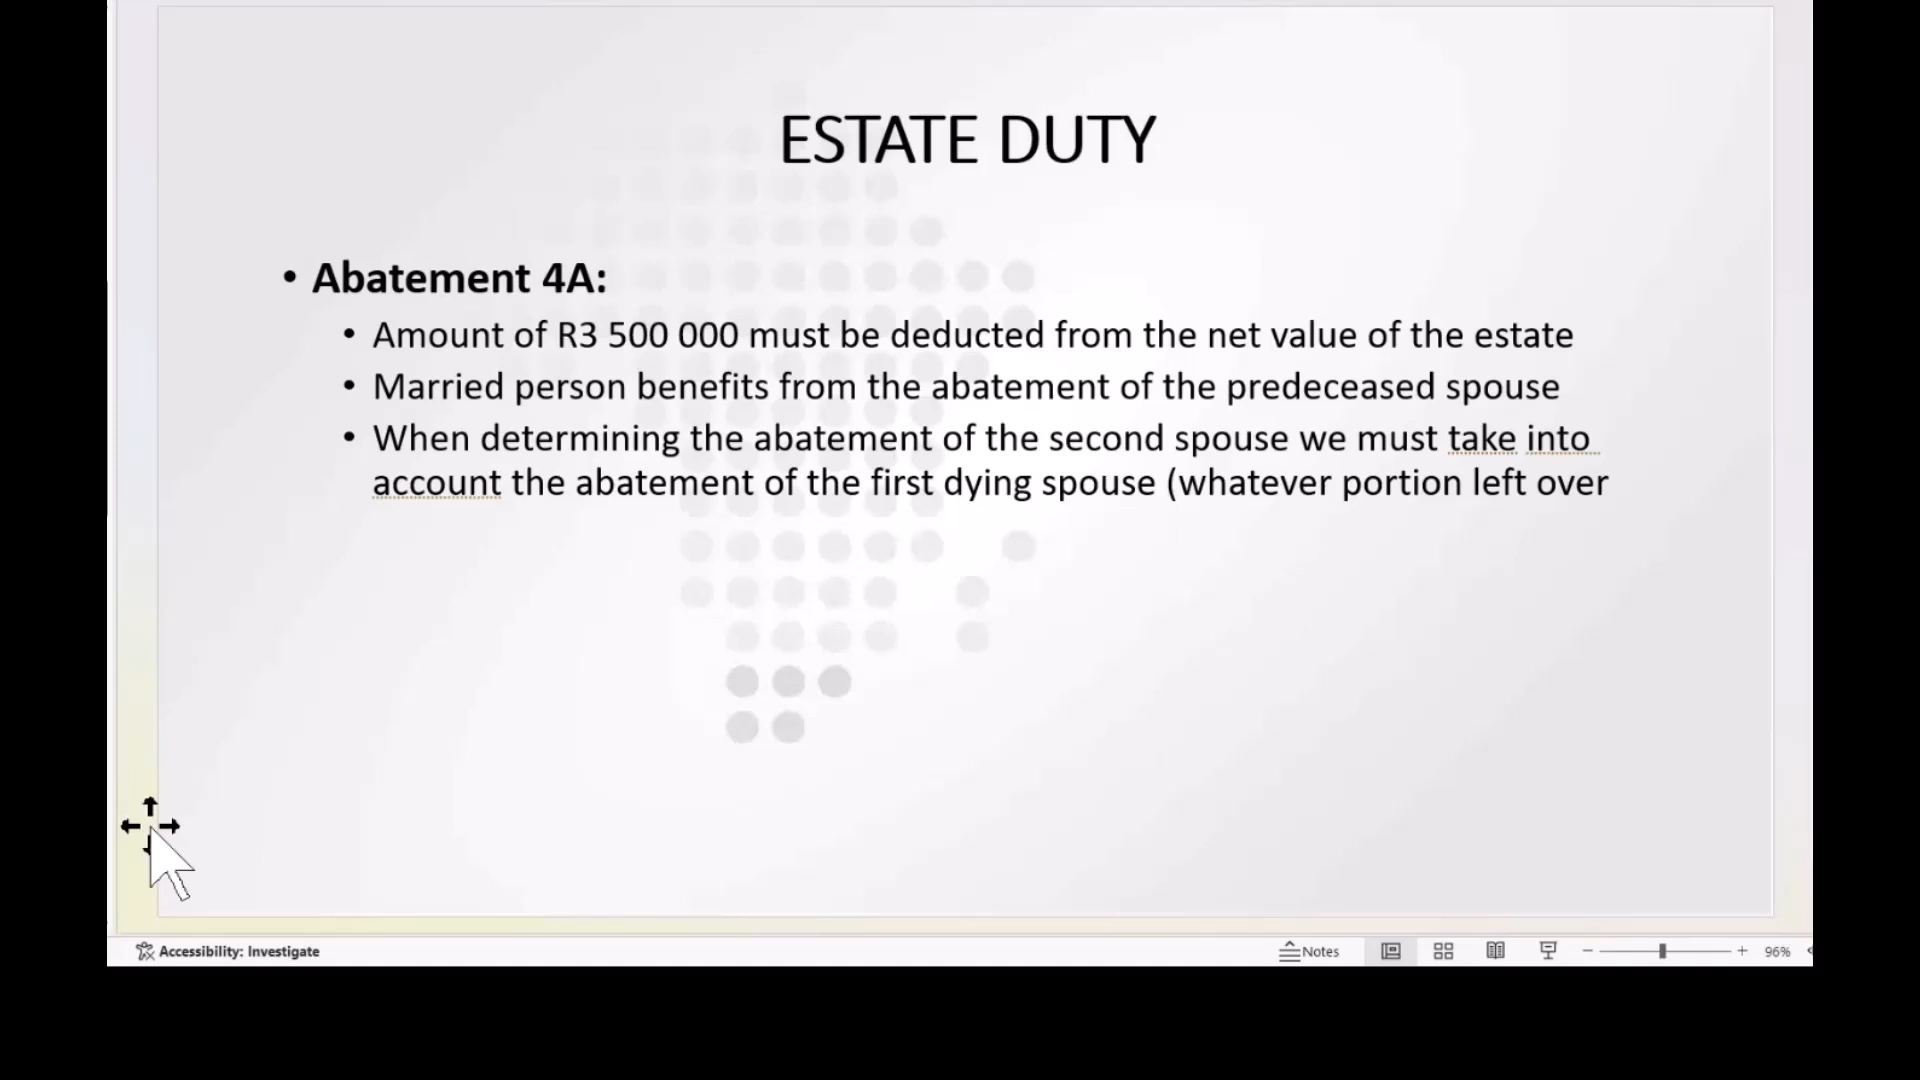 ESTATE DUTY
• Abatement 4A:
• Amount of R3 500 000 must be deducted from the net value of the estate
• Married person benefits from the abatement of the predeceased spouse
• When determining the abatement of the second spouse we must take into
account the abatement of the first dying spouse (whatever portion left over
Accessibility: Investigate
Notes
96%